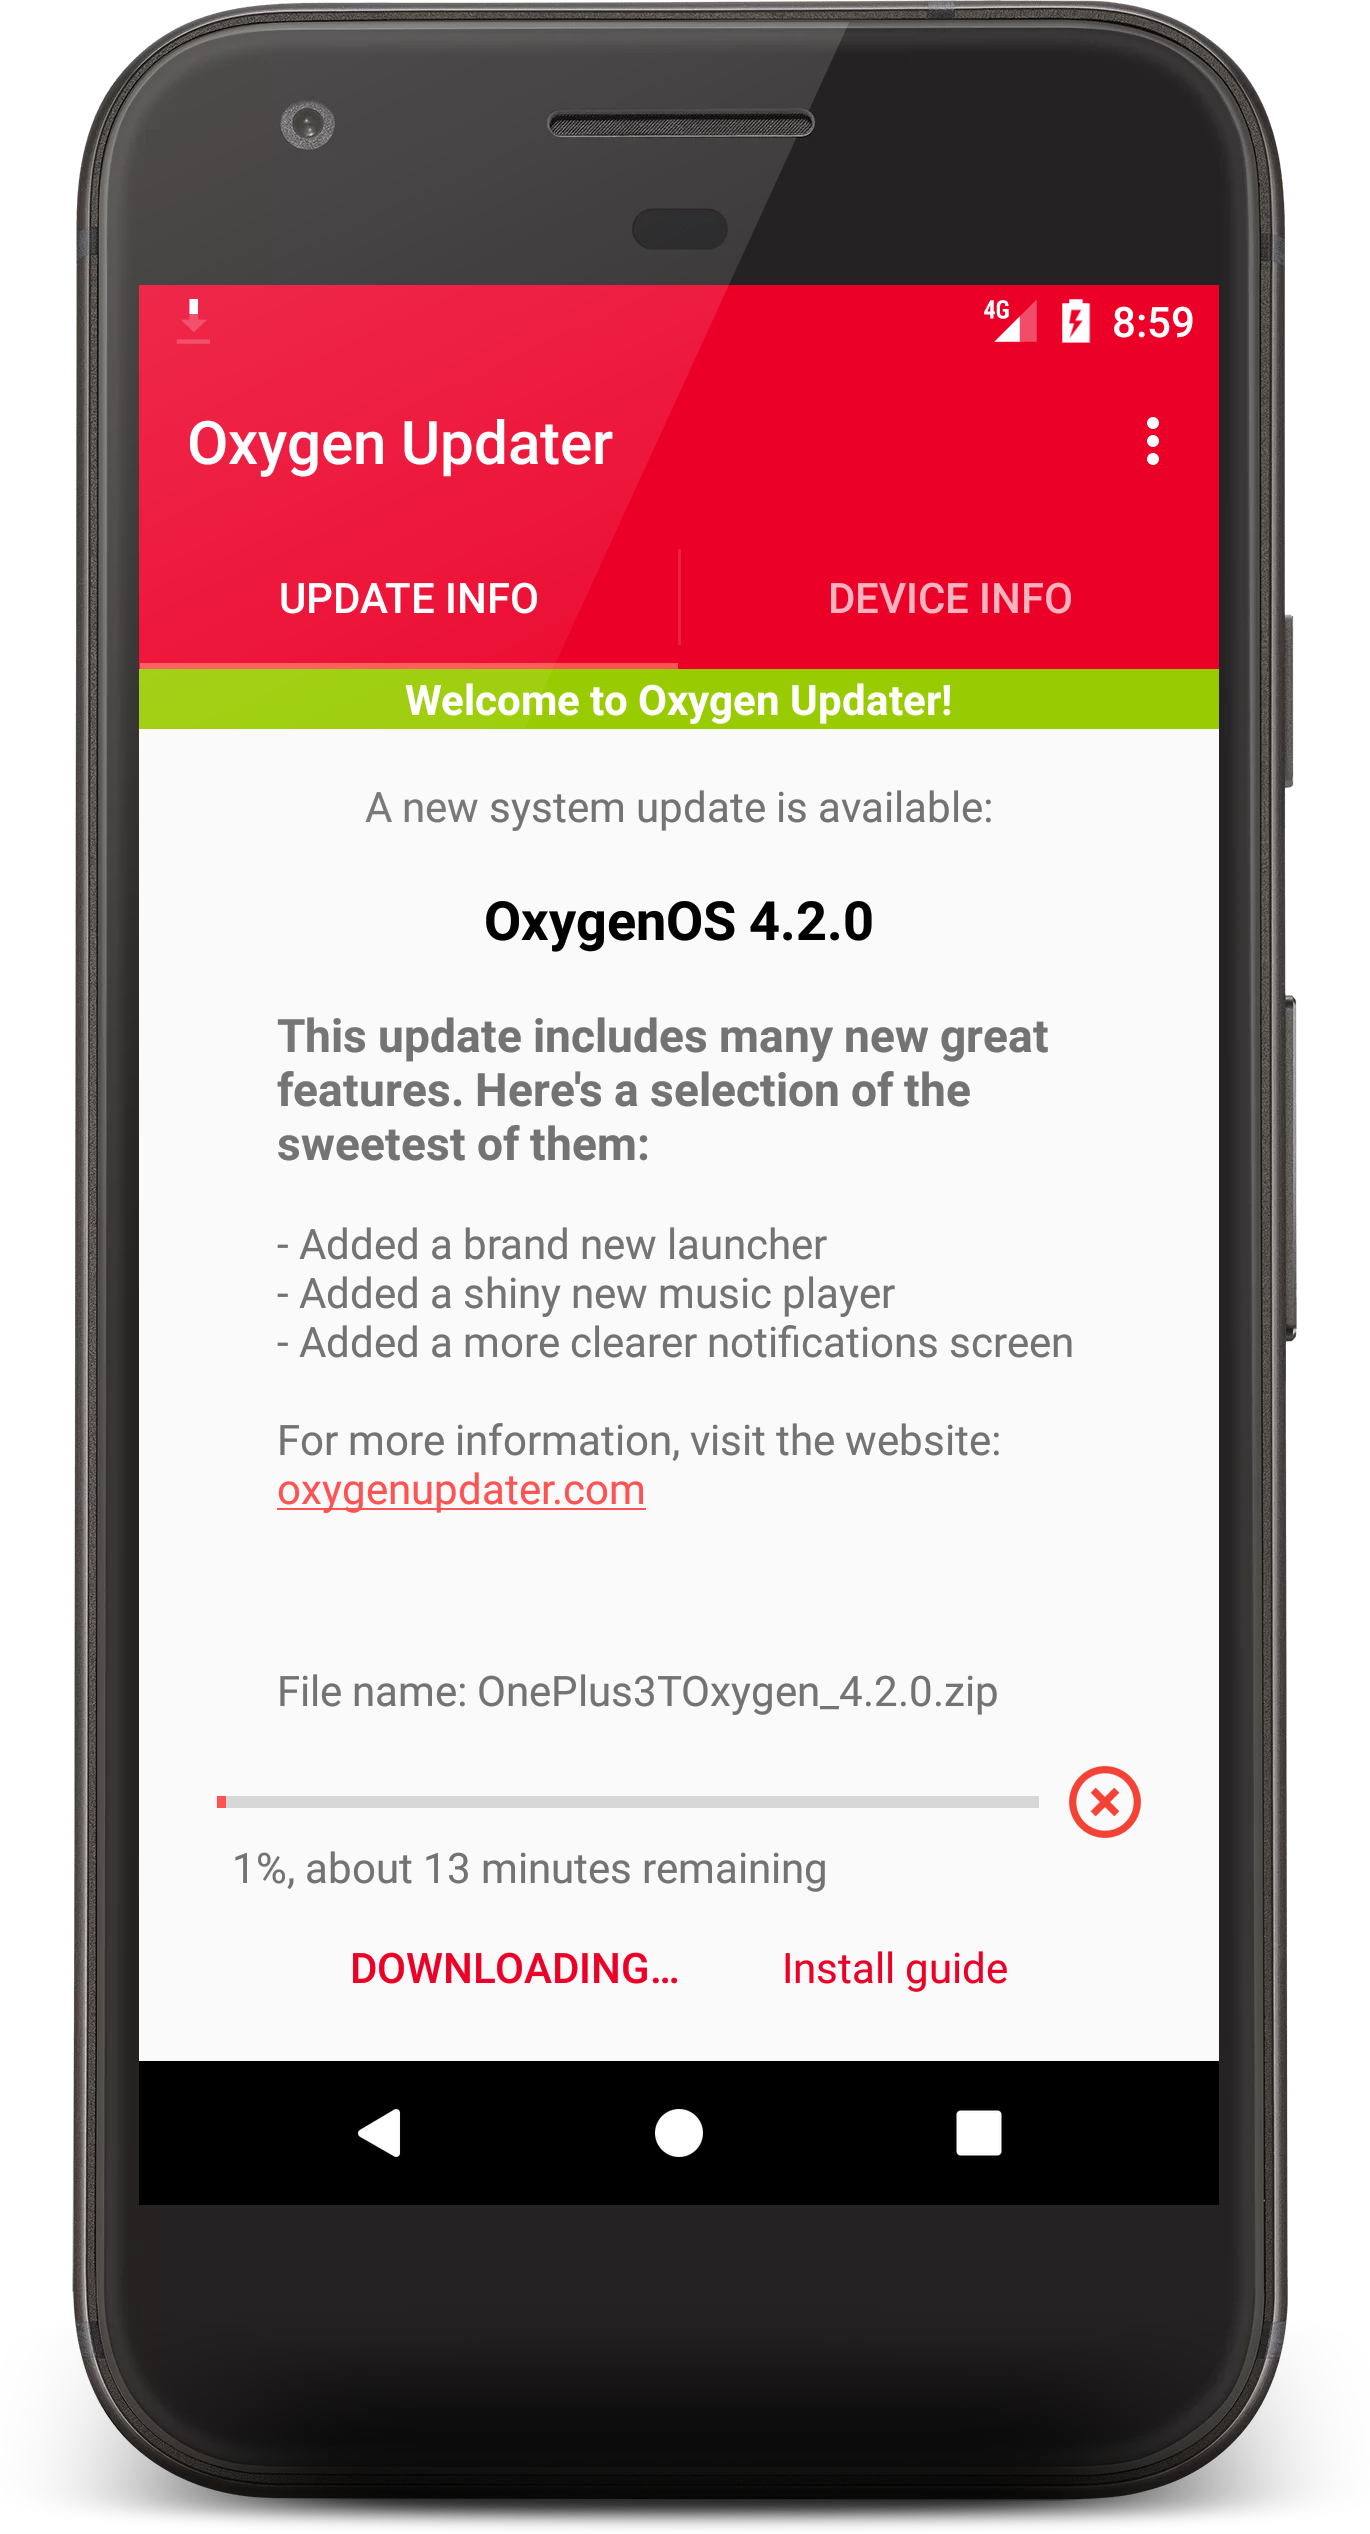 4G 8:59
Oxygen Updater
UPDATE INFO DEVICE INFO
Welcome to Oxygen Updater!
A new system update is available:
OxygenOS 4.2.0
This update includes many new great
features. Here's a selection of the
sweetest of them:
- Added a brand new launcher
- Added a shiny new music player
- Added a more clearer notifications screen
For more information, visit the website:
oxygenupdater.com
File name: OnePlus3TOxygen_4.2.0.zip
1%, about 13 minutes remaining
DOWNLOADING... Install guide